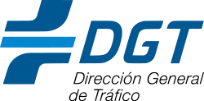 DGT
Dirección General
de Tráfico